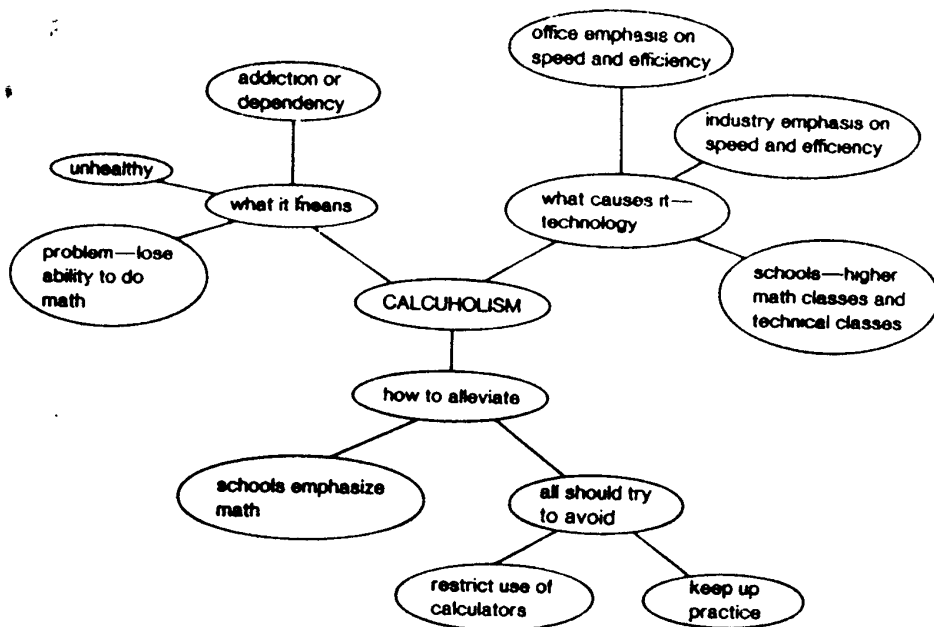 office emphasis on
speed and efficiency
addiction or
dependency
industry emphasis on
speed and efficiency
unhealthy
what it means
what causes it—
technology
problem—lose
ability to do
math
schools—higher
math classes and
technical classes
CALCUHOLISM
how to alleviate
schools emphasize
math
all should try
to avoid
restrict use of
calculators
keep up
practice